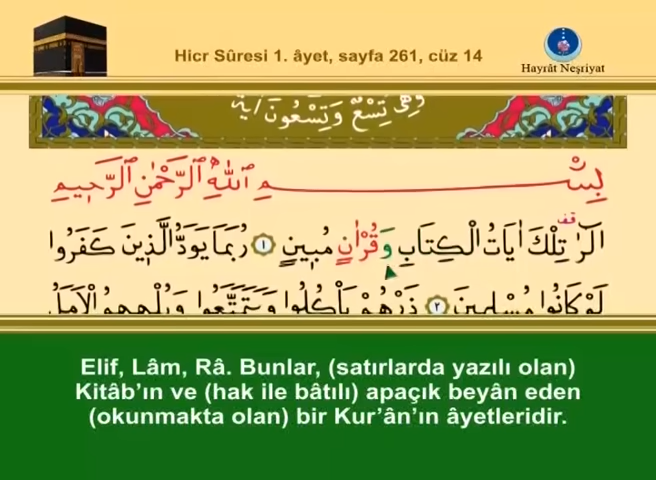 Hicr Sûresi 1. âyet, sayfa 261, cüz 14
Hayrât Neşriyat
وَهِىَ تِسْعٌ وَتِسْعُونَ اٰيَةً
بِسْمِ اللّٰهِ الرَّحْمٰنِ الرَّحٖيمِ
الٓرٰ تِلْكَ اٰيَاتُ الْكِتَابِ وَقُرْاٰنٍ مُبٖينٍ ﴿١﴾ رُبَمَا يَوَدُّ الَّذٖينَ كَفَرُوا
لَوْ كَانُوا مُسْلِمٖينَ ﴿٢﴾ ذَرْهُمْ يَأْكُلُوا وَيَتَمَتَّعُوا وَيُلْهِهِمُ الْاَمَلُ
Elif, Lâm, Râ. Bunlar, (satırlarda yazılı olan)
Kitâb’ın ve (hak ile bâtılı) apaçık beyân eden
(okunmakta olan) bir Kur’ân’ın âyetleridir.